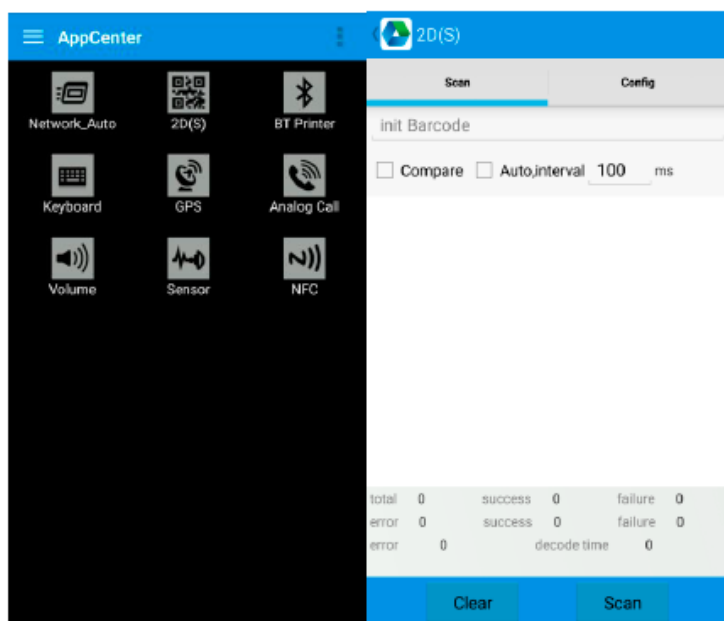 AppCenter
Network_Auto 2D(S) BT Printer
Keyboard GPS Analog Call
Volume Sensor NFC
2D(S)
Scan Config
init Barcode
Compare Auto,interval 100 ms
total 0 success 0 failure 0
error 0 success 0 failure 0
error 0 decode time 0
Clear Scan